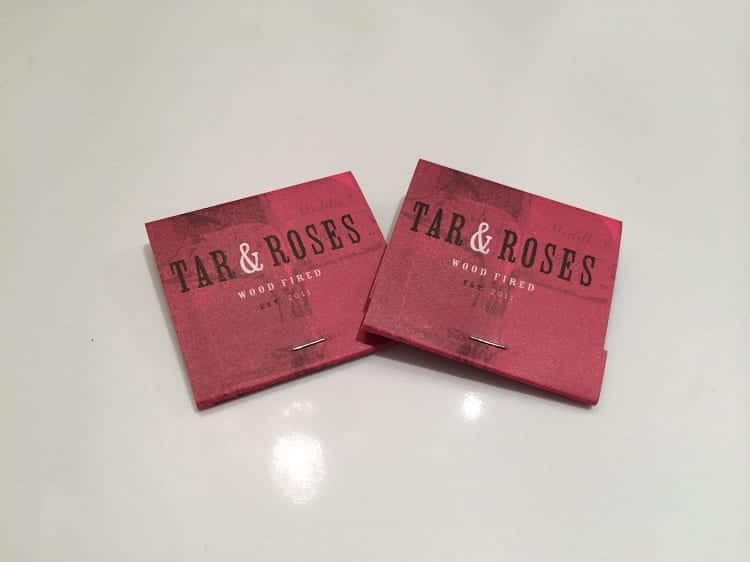 TAR & ROSES
WOOD FIRED
EST. 2011
TAR & ROSES
WOOD FIRED
EST. 2011